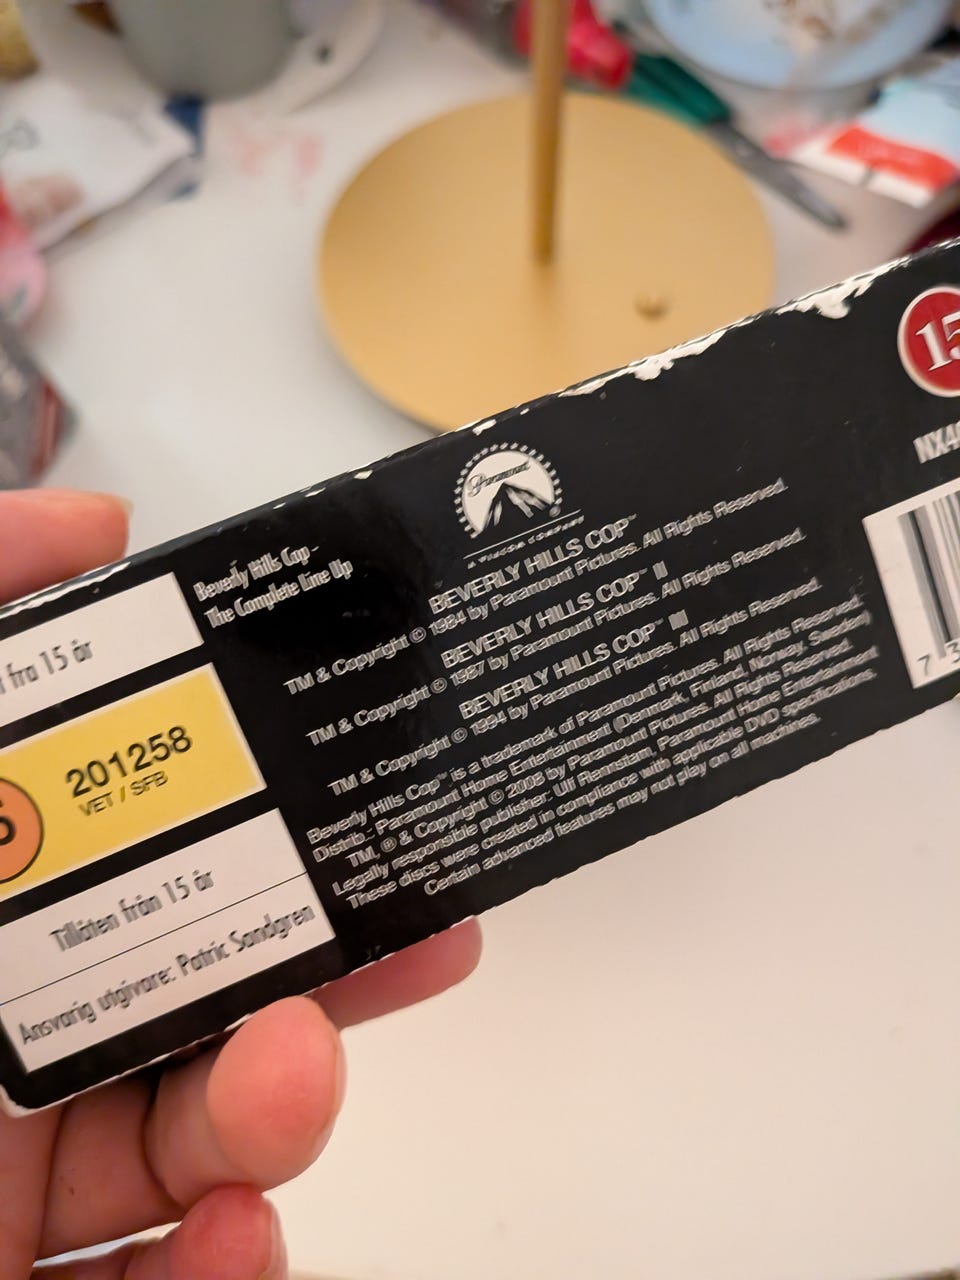 t fra 15 år
201258
VET / SFB
Tillåten från 15 år
Ansvarig utgivare: Patric Sandgren
Beverly Hills Cop -
The Complete Line Up
Paramount
A VIACOM COMPANY
BEVERLY HILLS COP™
TM & Copyright © 1984 by Paramount Pictures. All Rights Reserved.
BEVERLY HILLS COP™ II
TM & Copyright © 1987 by Paramount Pictures. All Rights Reserved.
BEVERLY HILLS COP™ III
TM & Copyright © 1994 by Paramount Pictures. All Rights Reserved.
Beverly Hills Cop™ is a trademark of Paramount Pictures. All Rights Reserved.
Distrib.: Paramount Home Entertainment (Denmark, Finland, Norway, Sweden)
TM, ® & Copyright © 2008 by Paramount Pictures. All Rights Reserved.
Legally responsible publisher: Ulf Rennstam, Paramount Home Entertainment
These discs were created in compliance with applicable DVD specifications.
Certain advanced features may not play on all machines.
15
7 3